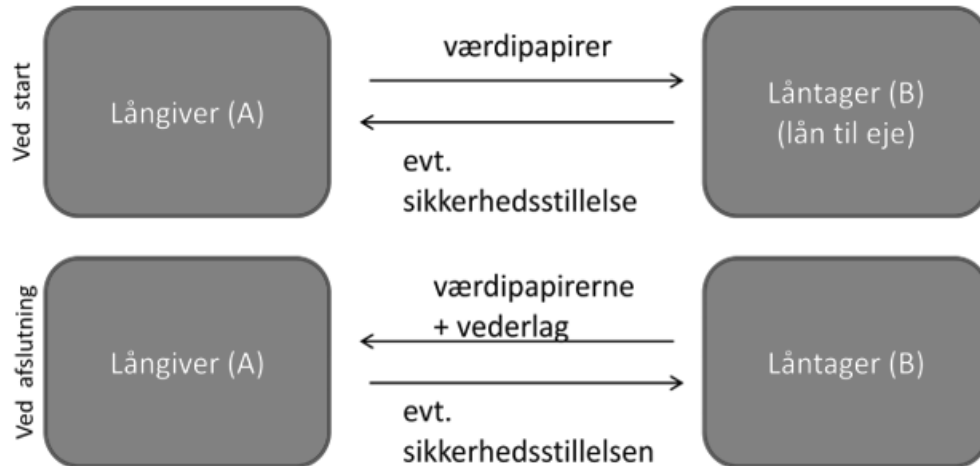 Ved start
Långiver (A)
værdipapirer
evt.
sikkerhedsstillelse
Låntager (B)
(lån til eje)
Ved afslutning
Långiver (A)
værdipapirerne
+ vederlag
evt.
sikkerhedsstillelsen
Låntager (B)